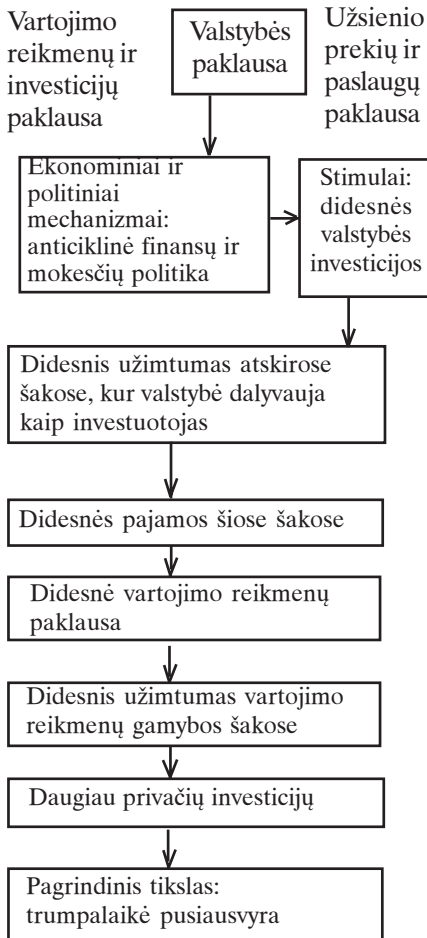 Vartojimo
reikmenų ir
investicijų
paklausa
Valstybės
paklausa
Užsienio
prekių ir
paslaugų
paklausa
Ekonominiai ir
politiniai
mechanizmai:
anticiklinė finansų ir
mokesčių politika
Stimulai:
didesnės
valstybės
investicijos
Didesnis užimtumas atskirose
šakose, kur valstybė dalyvauja
kaip investuotojas
Didesnės pajamos šiose šakose
Didesnė vartojimo reikmenų
paklausa
Didesnis užimtumas vartojimo
reikmenų gamybos šakose
Daugiau privačių investicijų
Pagrindinis tikslas:
trumpalaikė pusiausvyra